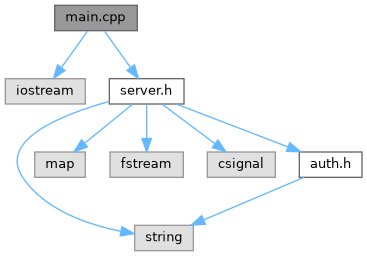 main.cpp
iostream
server.h
map
fstream
csignal
auth.h
string